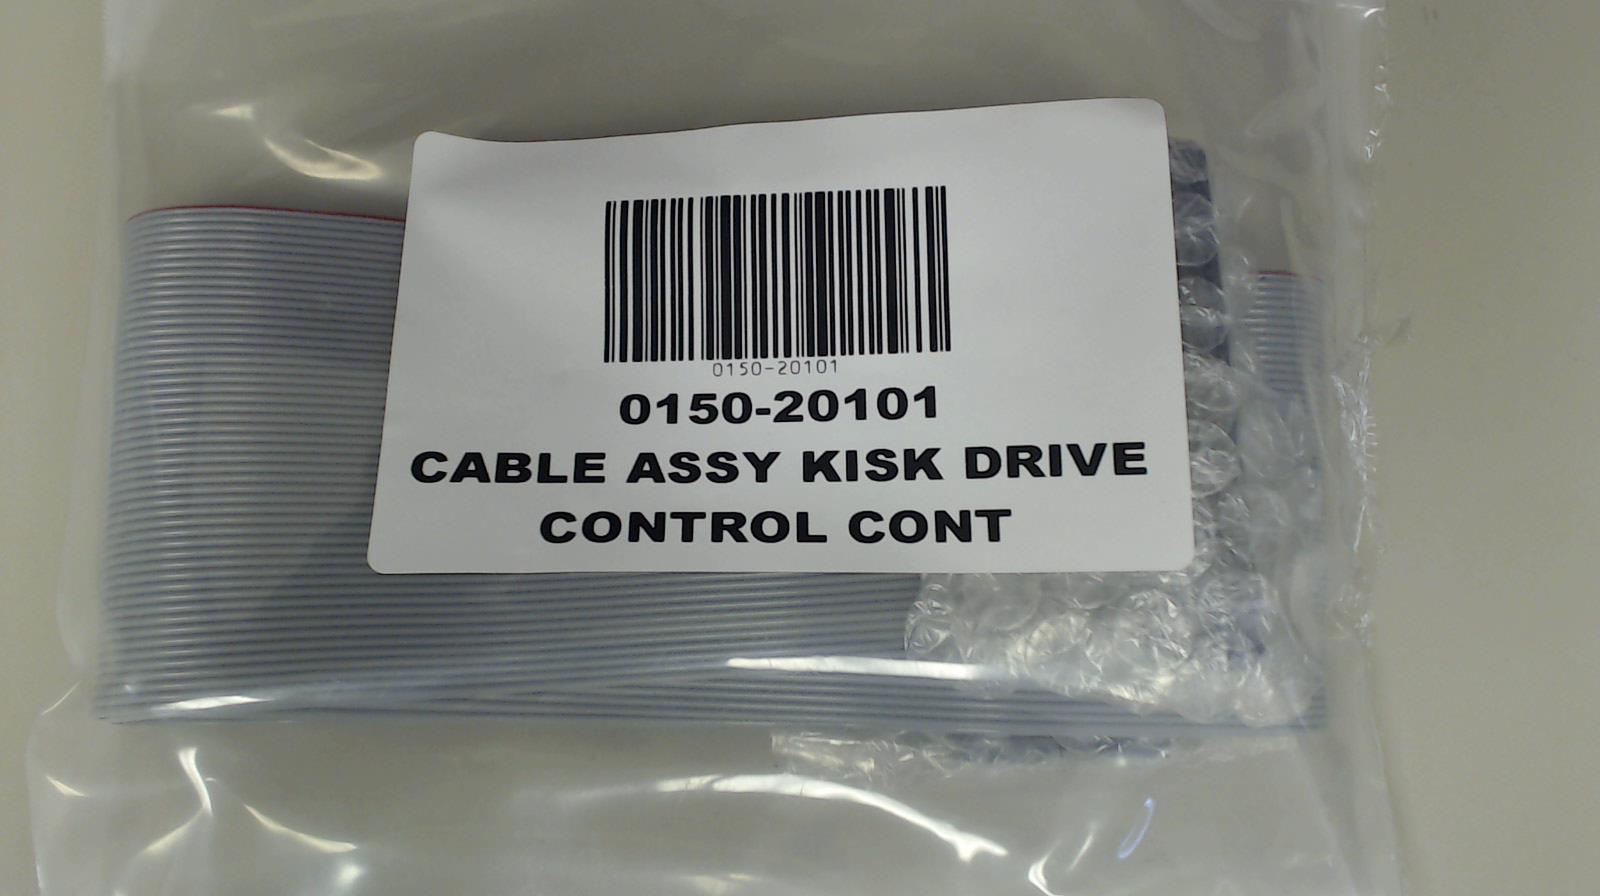 0150-20101
0150-20101
CABLE ASSY KISK DRIVE
CONTROL CONT